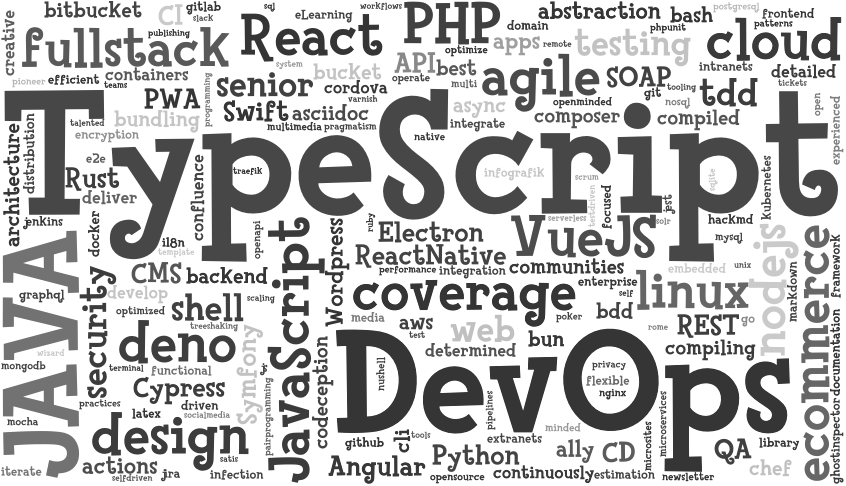 creative
bitbucket
CI
gitlab
slack
sql
eLearning
workflows
PHP
domain
abstraction
bash
postgresql
frontend
patterns
publishing
fullstack
React
optimize
apps
remote
testing
phpunit
cloud
pioneer
efficient
containers
teams
system
bucket
API
best
operate
multi
agile
SOAP
intranets
detailed
tickets
PWA
programming
senior
cordova
varnish
git
tooling
nosql
tdd
open
experienced
talented
bundling
Swift
asciidoc
async
openminded
composer
compiled
encryption
multimedia
pragmatism
integrate
native
architecture
distribution
TypeScript
e2e
Rust
deliver
confluence
traefik
infografik
scrum
testdriven
focused
jest
sqlite
kubernetes
jenkins
docker
i18n
template
openapi
ruby
Electron
serverless
VueJS
solr
hackmd
mysql
JAVA
CMS
backend
JavaScript
Wordpress
ReactNative
performance
integration
communities
enterprise
self
embedded
unix
nodejs
markdown
ecommerce
framework
graphql
security
develop
optimized
shell
scaling
treeshaking
coverage
linux
media
aws
test
web
poker
bdd
rome
REST
go
wizard
mongodb
deno
terminal
functional
Symfony
js
codeception
determined
bun
compiling
documentation
Cypress
practices
driven
socialmedia
pairprogramming
nushell
DevOps
privacy
flexible
nginx
mocha
latex
design
satis
github
cli
tools
pipelines
extranets
minded
microsites
microservices
QA
library
ghostinspector
iterate
actions
selfdriven
jira
infection
Angular
Python
opensource
continuously
ally
CD
estimation
newsletter
chef